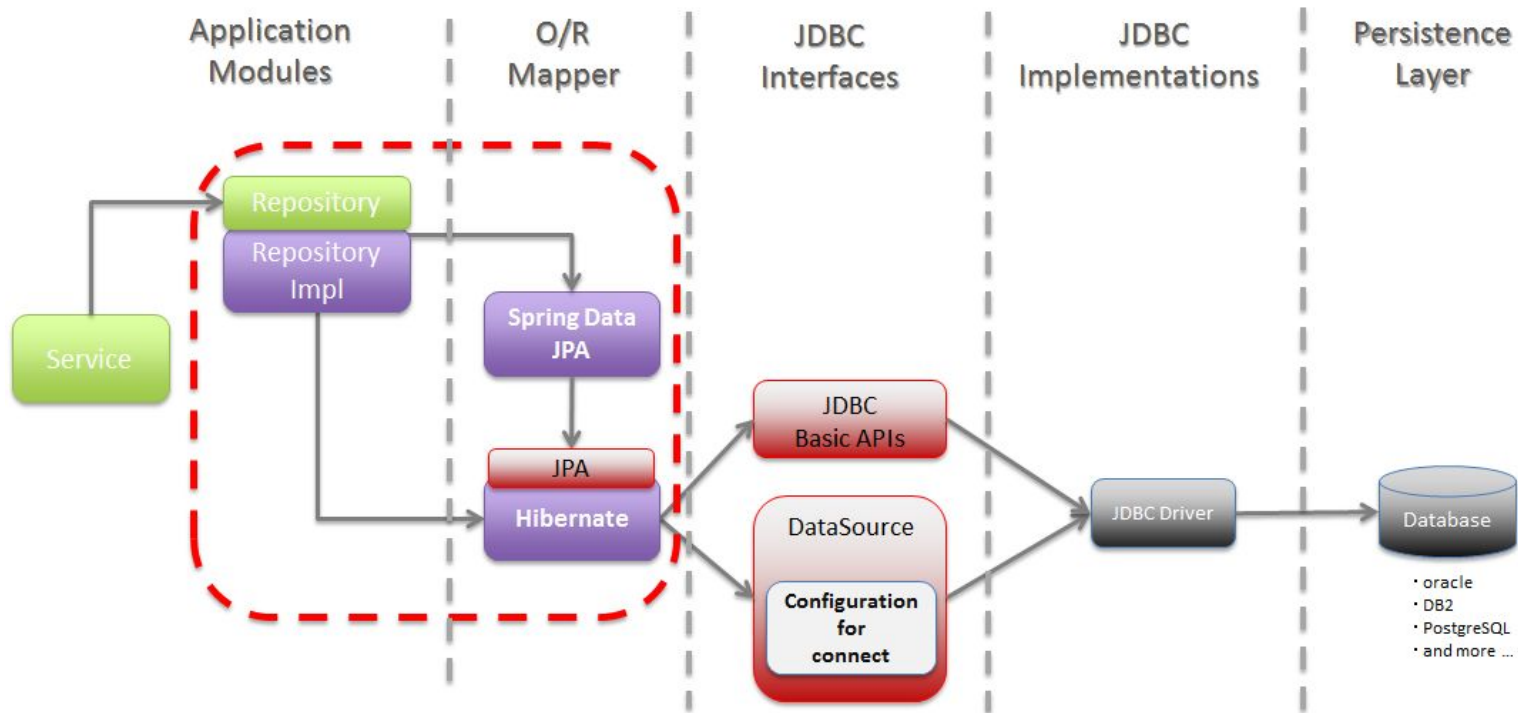 Application
Modules
O/R
Mapper
JDBC
Interfaces
JDBC
Implementations
Persistence
Layer
Repository
Repository
Impl
Service
Spring Data
JPA
JPA
Hibernate
JDBC
Basic APIs
DataSource
Configuration
for
connect
JDBC Driver
Database
・oracle
・DB2
・PostgreSQL
・and more ...